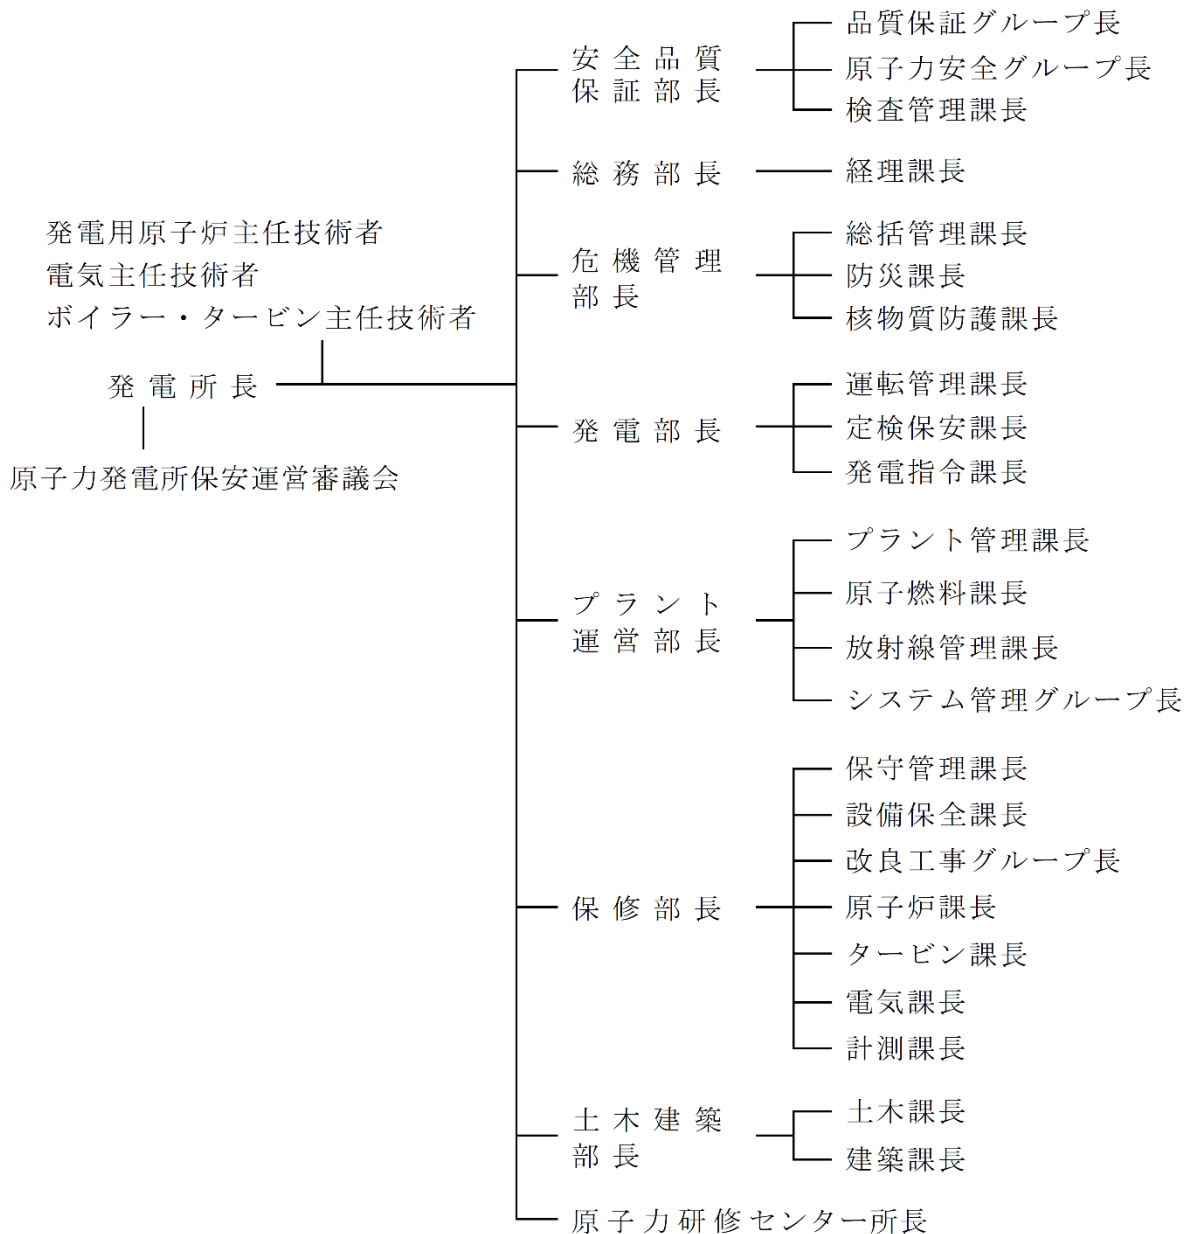 発電用原子炉主任技術者
電気主任技術者
ボイラー・タービン主任技術者
発電所長
原子力発電所保安運営審議会
安全品質
保証部長
品質保証グループ長
原子力安全グループ長
検査管理課長
総務部長
経理課長
危機管理
部長
総括管理課長
防災課長
核物質防護課長
発電部長
運転管理課長
定検保安課長
発電指令課長
プラント
運営部長
プラント管理課長
原子燃料課長
放射線管理課長
システム管理グループ長
保修部長
保守管理課長
設備保全課長
改良工事グループ長
原子炉課長
タービン課長
電気課長
計測課長
土木建築
部長
土木課長
建築課長
原子力研修センター所長